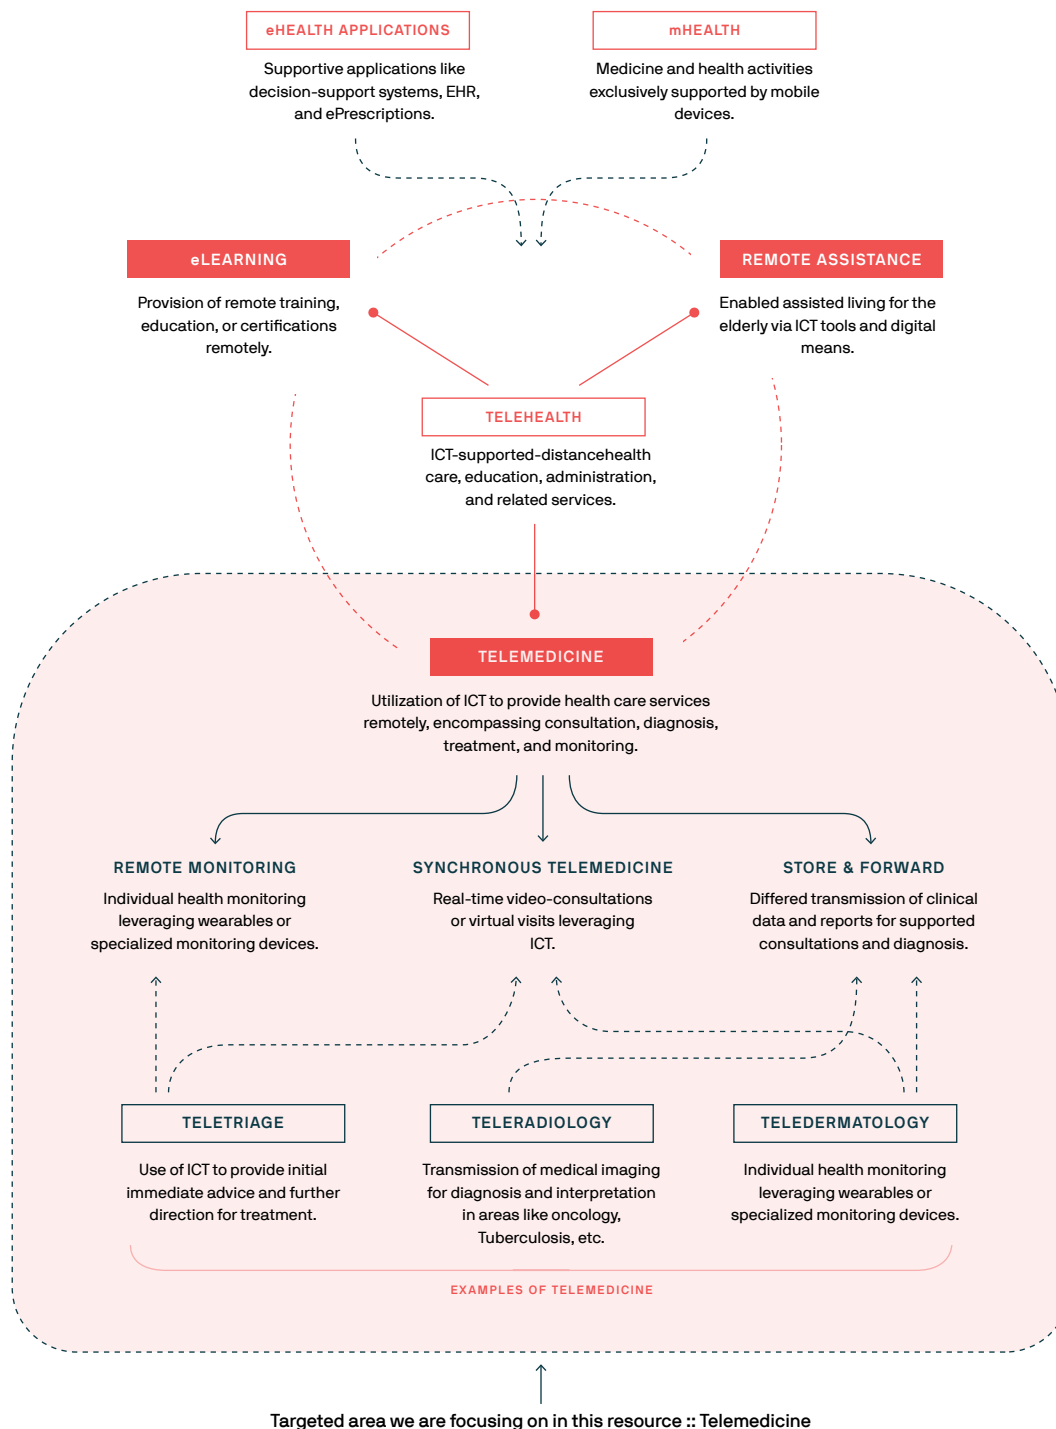 eHEALTH APPLICATIONS
Supportive applications like
decision-support systems, EHR,
and ePrescriptions.
mHEALTH
Medicine and health activities
exclusively supported by mobile
devices.
eLEARNING
Provision of remote training,
education, or certifications
remotely.
REMOTE ASSISTANCE
Enabled assisted living for the
elderly via ICT tools and digital
means.
TELEHEALTH
ICT-supported-distancehealth
care, education, administration,
and related services.
TELEMEDICINE
Utilization of ICT to provide health care services
remotely, encompassing consultation, diagnosis,
treatment, and monitoring.
REMOTE MONITORING
Individual health monitoring
leveraging wearables or
specialized monitoring devices.
SYNCHRONOUS TELEMEDICINE
Real-time video-consultations
or virtual visits leveraging
ICT.
STORE & FORWARD
Differed transmission of clinical
data and reports for supported
consultations and diagnosis.
TELETRIAGE
Use of ICT to provide initial
immediate advice and further
direction for treatment.
TELERADIOLOGY
Transmission of medical imaging
for diagnosis and interpretation
in areas like oncology,
Tuberculosis, etc.
TELEDERMATOLOGY
Individual health monitoring
leveraging wearables or
specialized monitoring devices.
EXAMPLES OF TELEMEDICINE
Targeted area we are focusing on in this resource :: Telemedicine